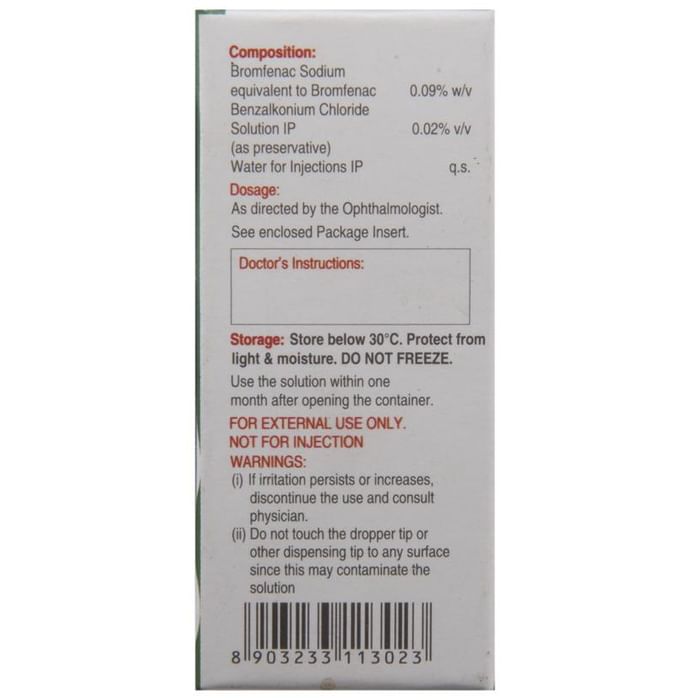 Composition:
Bromfenac Sodium
equivalent to Bromfenac 0.09% w/v
Benzalkonium Chloride
Solution IP 0.02% v/v
(as preservative)
Water for Injections IP q.s.
Dosage:
As directed by the Ophthalmologist.
See enclosed Package Insert.
Doctor's Instructions:
Storage: Store below 30°C. Protect from
light & moisture. DO NOT FREEZE.
Use the solution within one
month after opening the container.
FOR EXTERNAL USE ONLY.
NOT FOR INJECTION
WARNINGS:
(i) If irritation persists or increases,
discontinue the use and consult
physician.
(ii) Do not touch the dropper tip or
other dispensing tip to any surface
since this may contaminate the
solution
8 903233 113023